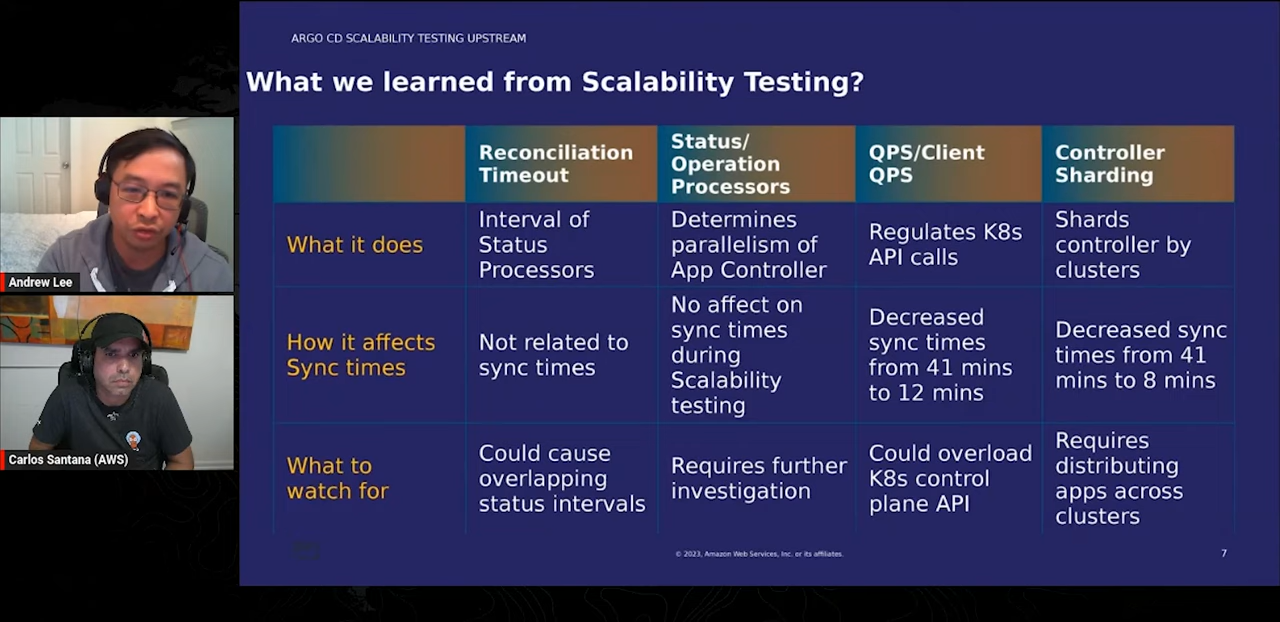 ARGO CD SCALABILITY TESTING UPSTREAM
What we learned from Scalability Testing?
Reconciliation
Timeout
Status/
Operation
Processors
QPS/Client
QPS
Controller
Sharding
What it does
Interval of
Status
Processors
Determines
parallelism of
App Controller
Regulates K8s
API calls
Shards
controller by
clusters
How it affects
Sync times
Not related to
sync times
No affect on
sync times
during
Scalability
testing
Decreased
sync times
from 41 mins
to 12 mins
Decreased sync
times from 41
mins to 8 mins
What to
watch for
Could cause
overlapping
status intervals
Requires further
investigation
Could overload
K8s control
plane API
Requires
distributing
apps across
clusters
© 2023, Amazon Web Services, Inc. or its affiliates.
7
Andrew Lee
Carlos Santana (AWS)